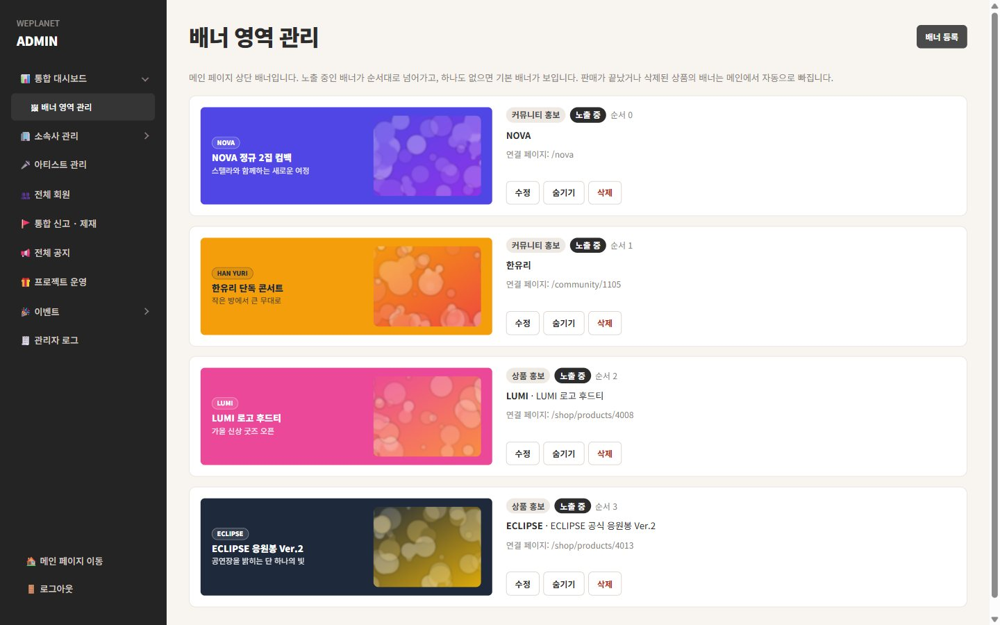 WEPLANET
ADMIN
통합 대시보드
배너 영역 관리
소속사 관리
아티스트 관리
전체 회원
통합 신고 · 제재
전체 공지
프로젝트 운영
이벤트
관리자 로그
메인 페이지 이동
로그아웃
배너 영역 관리
배너 등록
메인 페이지 상단 배너입니다. 노출 중인 배너가 순서대로 넘어가고, 하나도 없으면 기본 배너가 보입니다. 판매가 끝났거나 삭제된 상품의 배너는 메인에서 자동으로 빠집니다.
NOVA
NOVA 정규 2집 컴백
스텔라와 함께하는 새로운 여정
커뮤니티 홍보 노출 중 순서 0
NOVA
연결 페이지: /nova
수정 숨기기 삭제
HAN YURI
한유리 단독 콘서트
작은 방에서 큰 무대로
커뮤니티 홍보 노출 중 순서 1
한유리
연결 페이지: /community/1105
수정 숨기기 삭제
LUMI
LUMI 로고 후드티
가을 신상 굿즈 오픈
상품 홍보 노출 중 순서 2
LUMI · LUMI 로고 후드티
연결 페이지: /shop/products/4008
수정 숨기기 삭제
ECLIPSE
ECLIPSE 응원봉 Ver.2
공연장을 밝히는 단 하나의 빛
상품 홍보 노출 중 순서 3
ECLIPSE · ECLIPSE 공식 응원봉 Ver.2
연결 페이지: /shop/products/4013
수정 숨기기 삭제